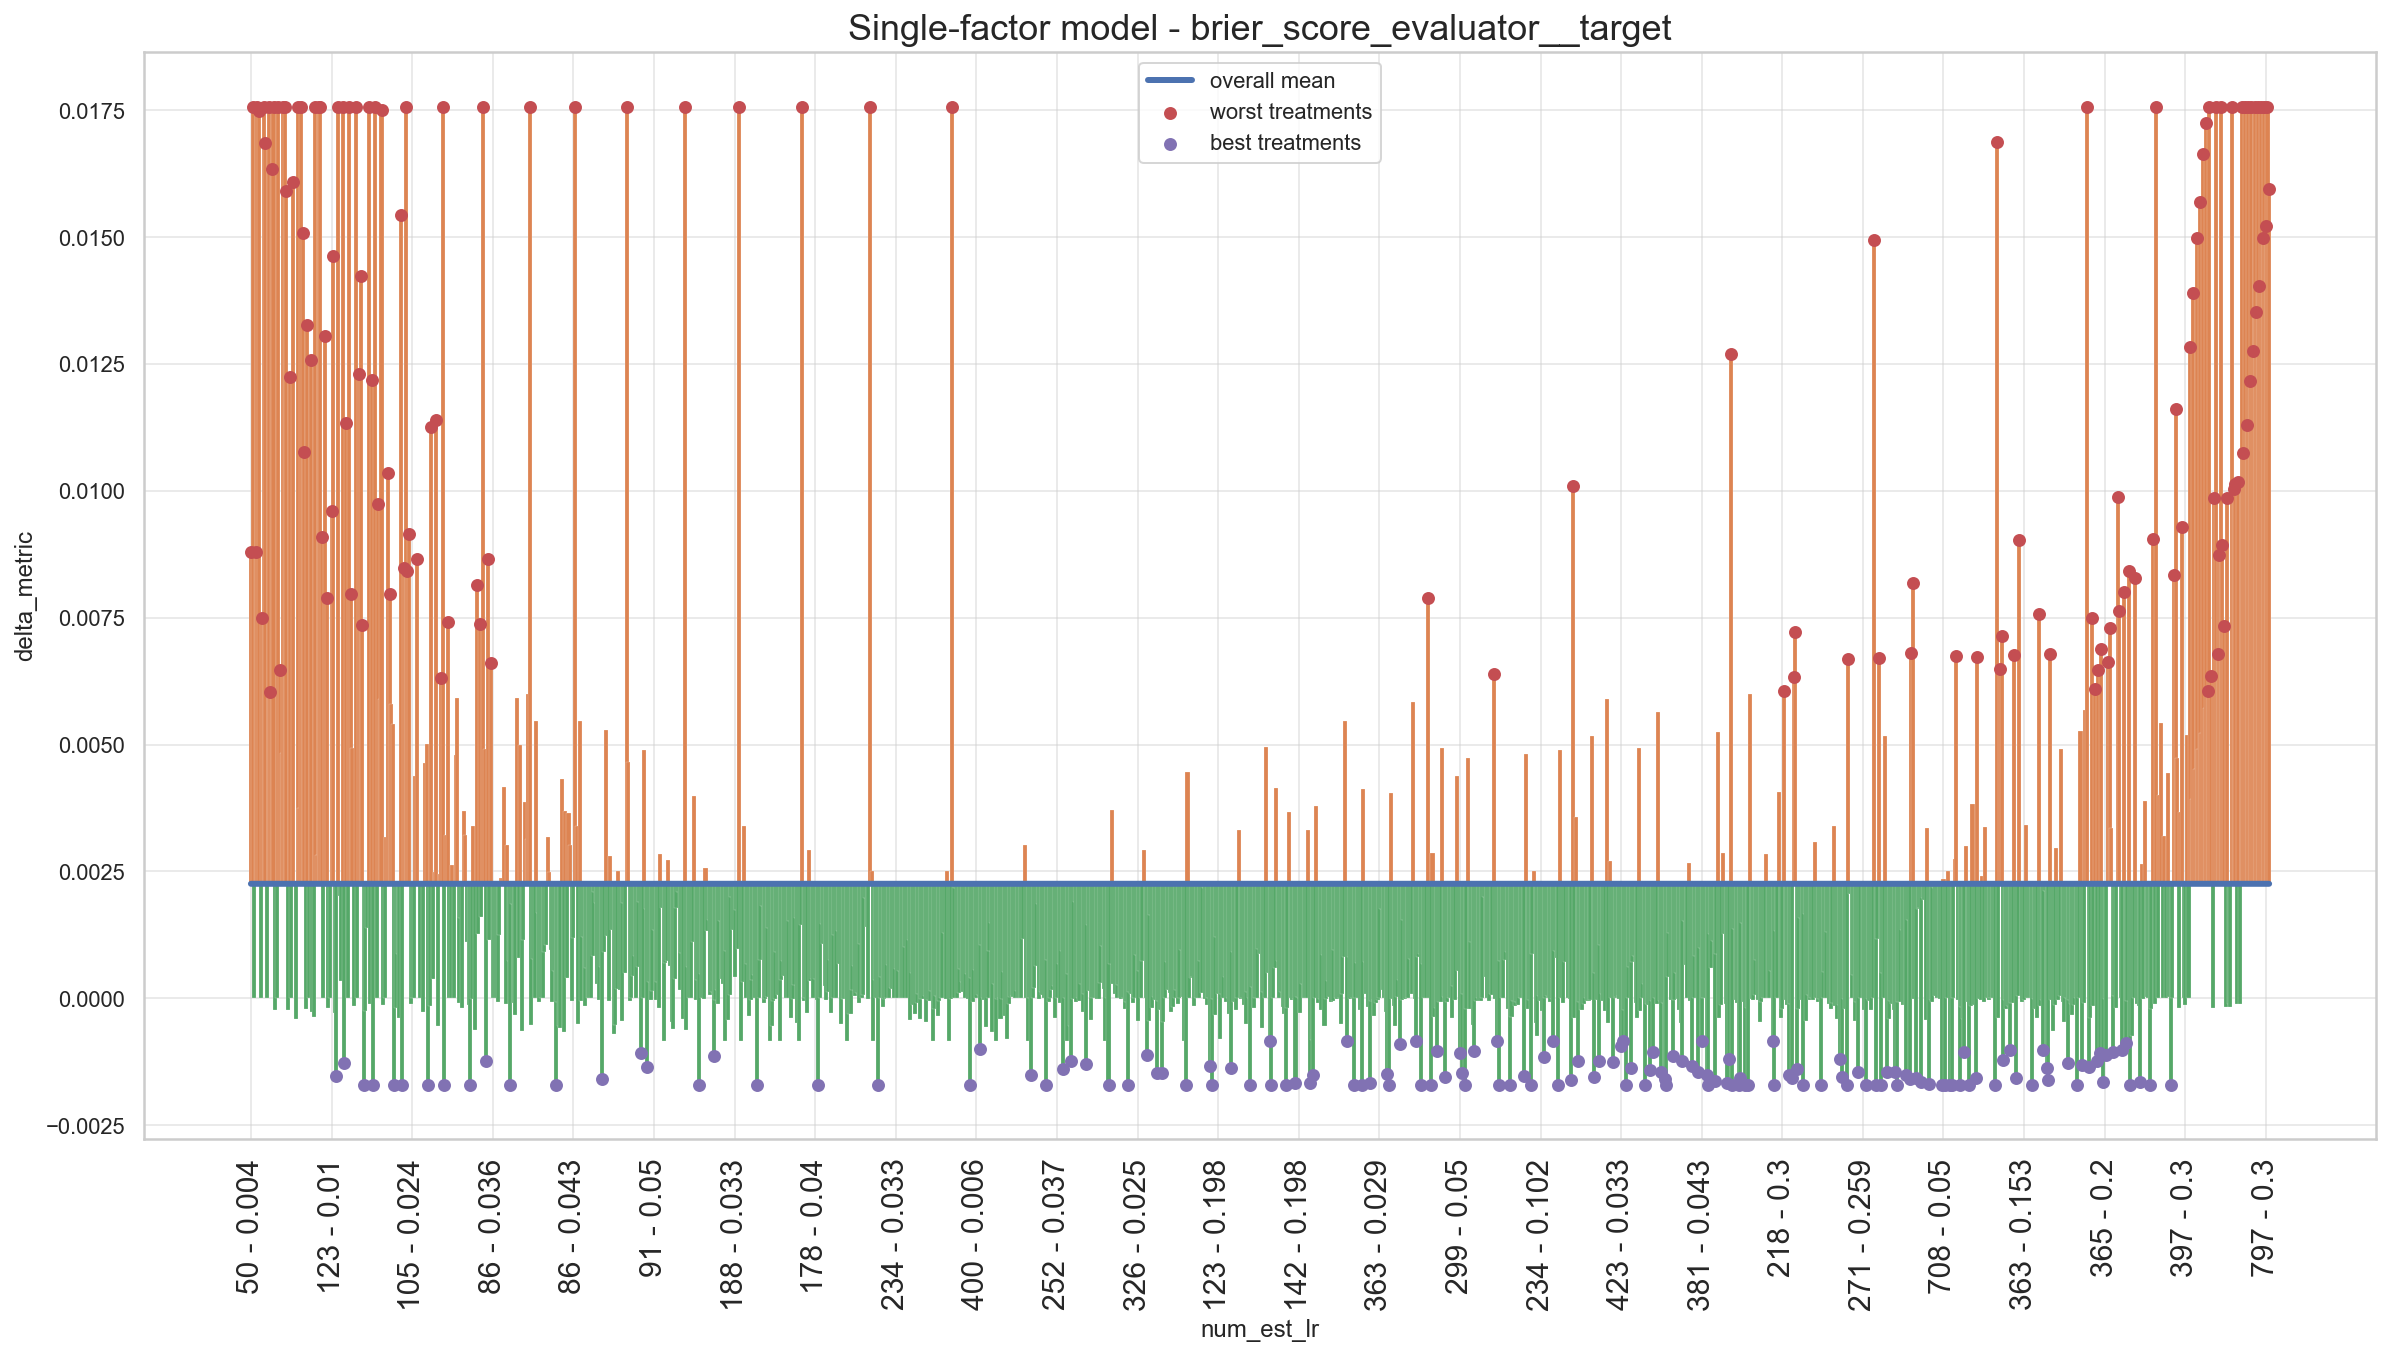 Single-factor model - brier_score_evaluator__target
overall mean
worst treatments
best treatments
delta_metric
0.0175
0.0150
0.0125
0.0100
0.0075
0.0050
0.0025
0.0000
−0.0025
50 - 0.004
123 - 0.01
105 - 0.024
86 - 0.036
86 - 0.043
91 - 0.05
188 - 0.033
178 - 0.04
234 - 0.033
400 - 0.006
252 - 0.037
326 - 0.025
123 - 0.198
142 - 0.198
363 - 0.029
299 - 0.05
234 - 0.102
423 - 0.033
381 - 0.043
218 - 0.3
271 - 0.259
708 - 0.05
363 - 0.153
365 - 0.2
397 - 0.3
797 - 0.3
num_est_lr